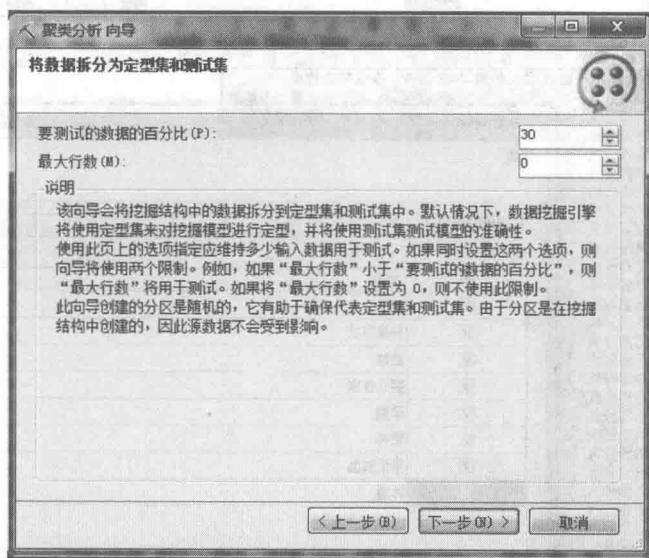 聚类分析 向导
将数据拆分为定型集和测试集
要测试的数据的百分比(P): 30
最大行数(M): 0
说明
该向导会将挖掘结构中的数据拆分到定型集和测试集中。默认情况下，数据挖掘引擎
将使用定型集来对挖掘模型进行定型，并将使用测试集测试模型的准确性。
使用此页上的选项指定应维持多少输入数据用于测试。如果同时设置这两个选项，则
向导将使用两个限制。例如，如果“最大行数”小于“要测试的数据的百分比”，则
“最大行数”将用于测试。如果将“最大行数”设置为 0，则不使用此限制。
此向导创建的分区是随机的，它有助于确保代表定型集和测试集。由于分区是在挖掘
结构中创建的，因此源数据不会受到影响。
< 上一步(B) 下一步(N) > 取消